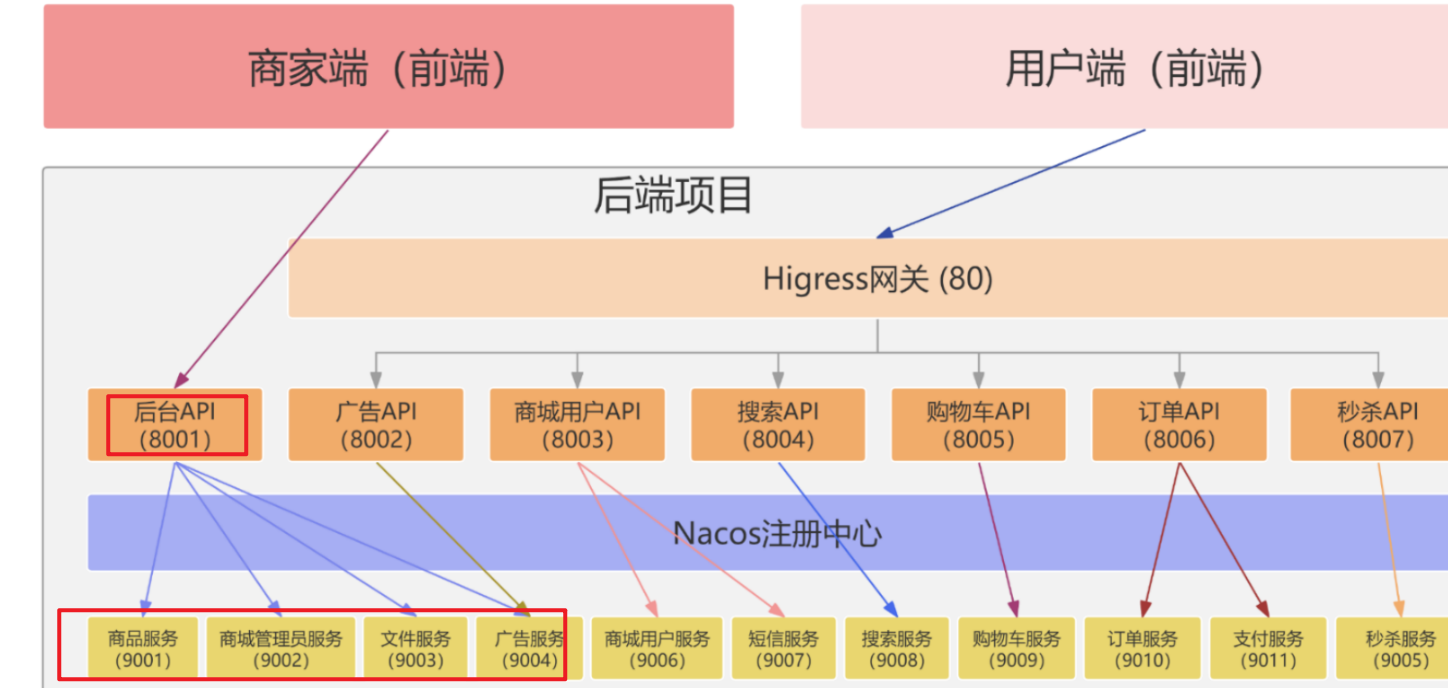 商家端（前端）
用户端（前端）
后端项目
Higress网关 (80)
后台API
（8001）
广告API
（8002）
商城用户API
（8003）
搜索API
（8004）
购物车API
（8005）
订单API
（8006）
秒杀API
（8007）
Nacos注册中心
商品服务
（9001）
商城管理员服务
（9002）
文件服务
（9003）
广告服务
（9004）
商城用户服务
（9006）
短信服务
（9007）
搜索服务
（9008）
购物车服务
（9009）
订单服务
（9010）
支付服务
（9011）
秒杀服务
（9005）